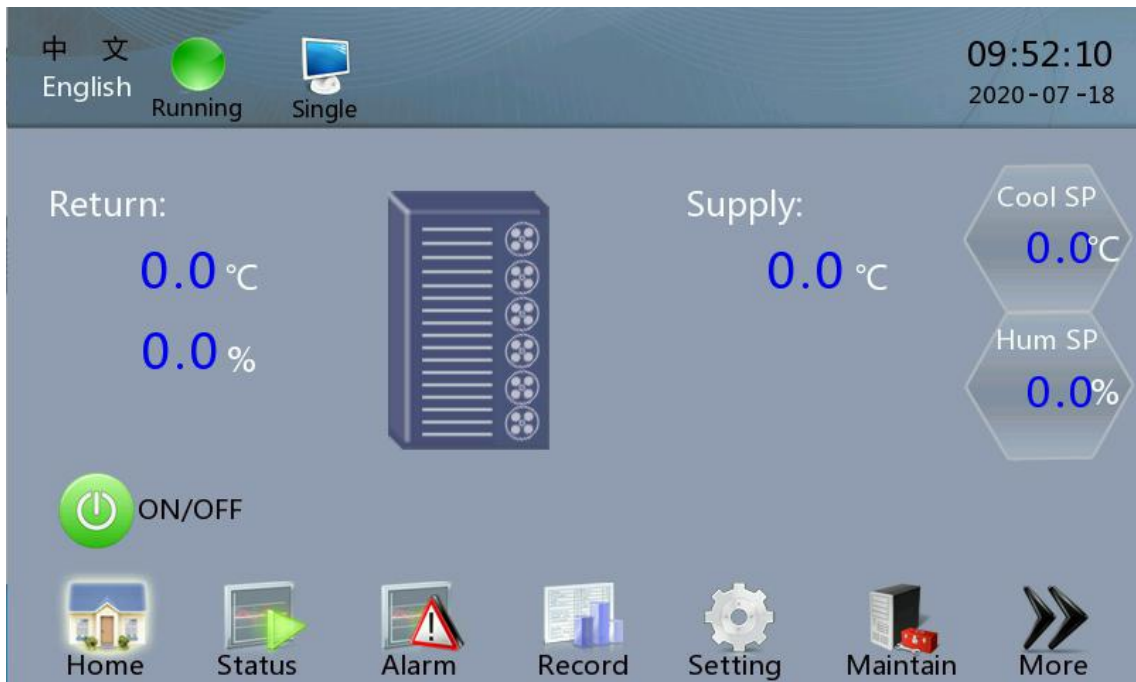 中 文
English
Running
Single
09:52:10
2020-07-18
Return:
0.0 °C
0.0 %
Supply:
0.0 °C
Cool SP
0.0°C
Hum SP
0.0%
ON/OFF
Home
Status
Alarm
Record
Setting
Maintain
More